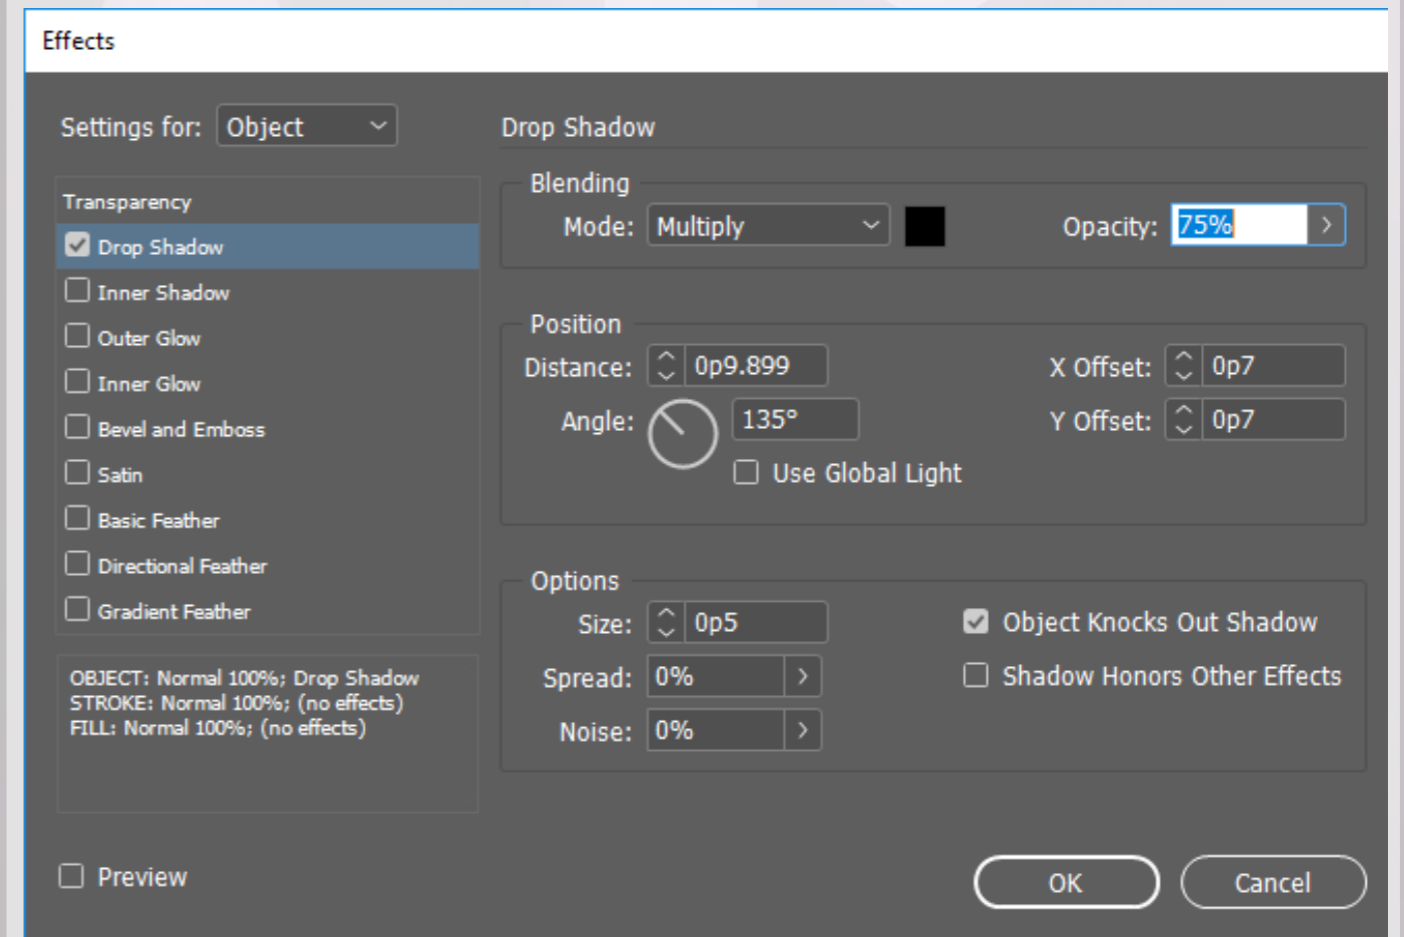 Effects
Settings for: Object
Transparency
Drop Shadow
Inner Shadow
Outer Glow
Inner Glow
Bevel and Emboss
Satin
Basic Feather
Directional Feather
Gradient Feather
OBJECT: Normal 100%; Drop Shadow
STROKE: Normal 100%; (no effects)
FILL: Normal 100%; (no effects)
Preview
Drop Shadow
Blending
Mode: Multiply Opacity: 75%
Position
Distance: 0p9.899 X Offset: 0p7
Angle: 135° Y Offset: 0p7
Use Global Light
Options
Size: 0p5 Object Knocks Out Shadow
Spread: 0% Shadow Honors Other Effects
Noise: 0%
OK Cancel